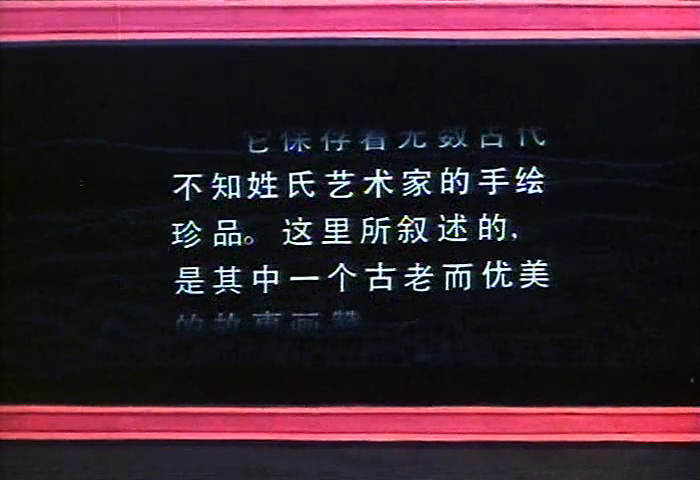 它保存着无数古代
不知姓氏艺术家的手绘
珍品。这里所叙述的,
是其中一个古老而优美
的故事画